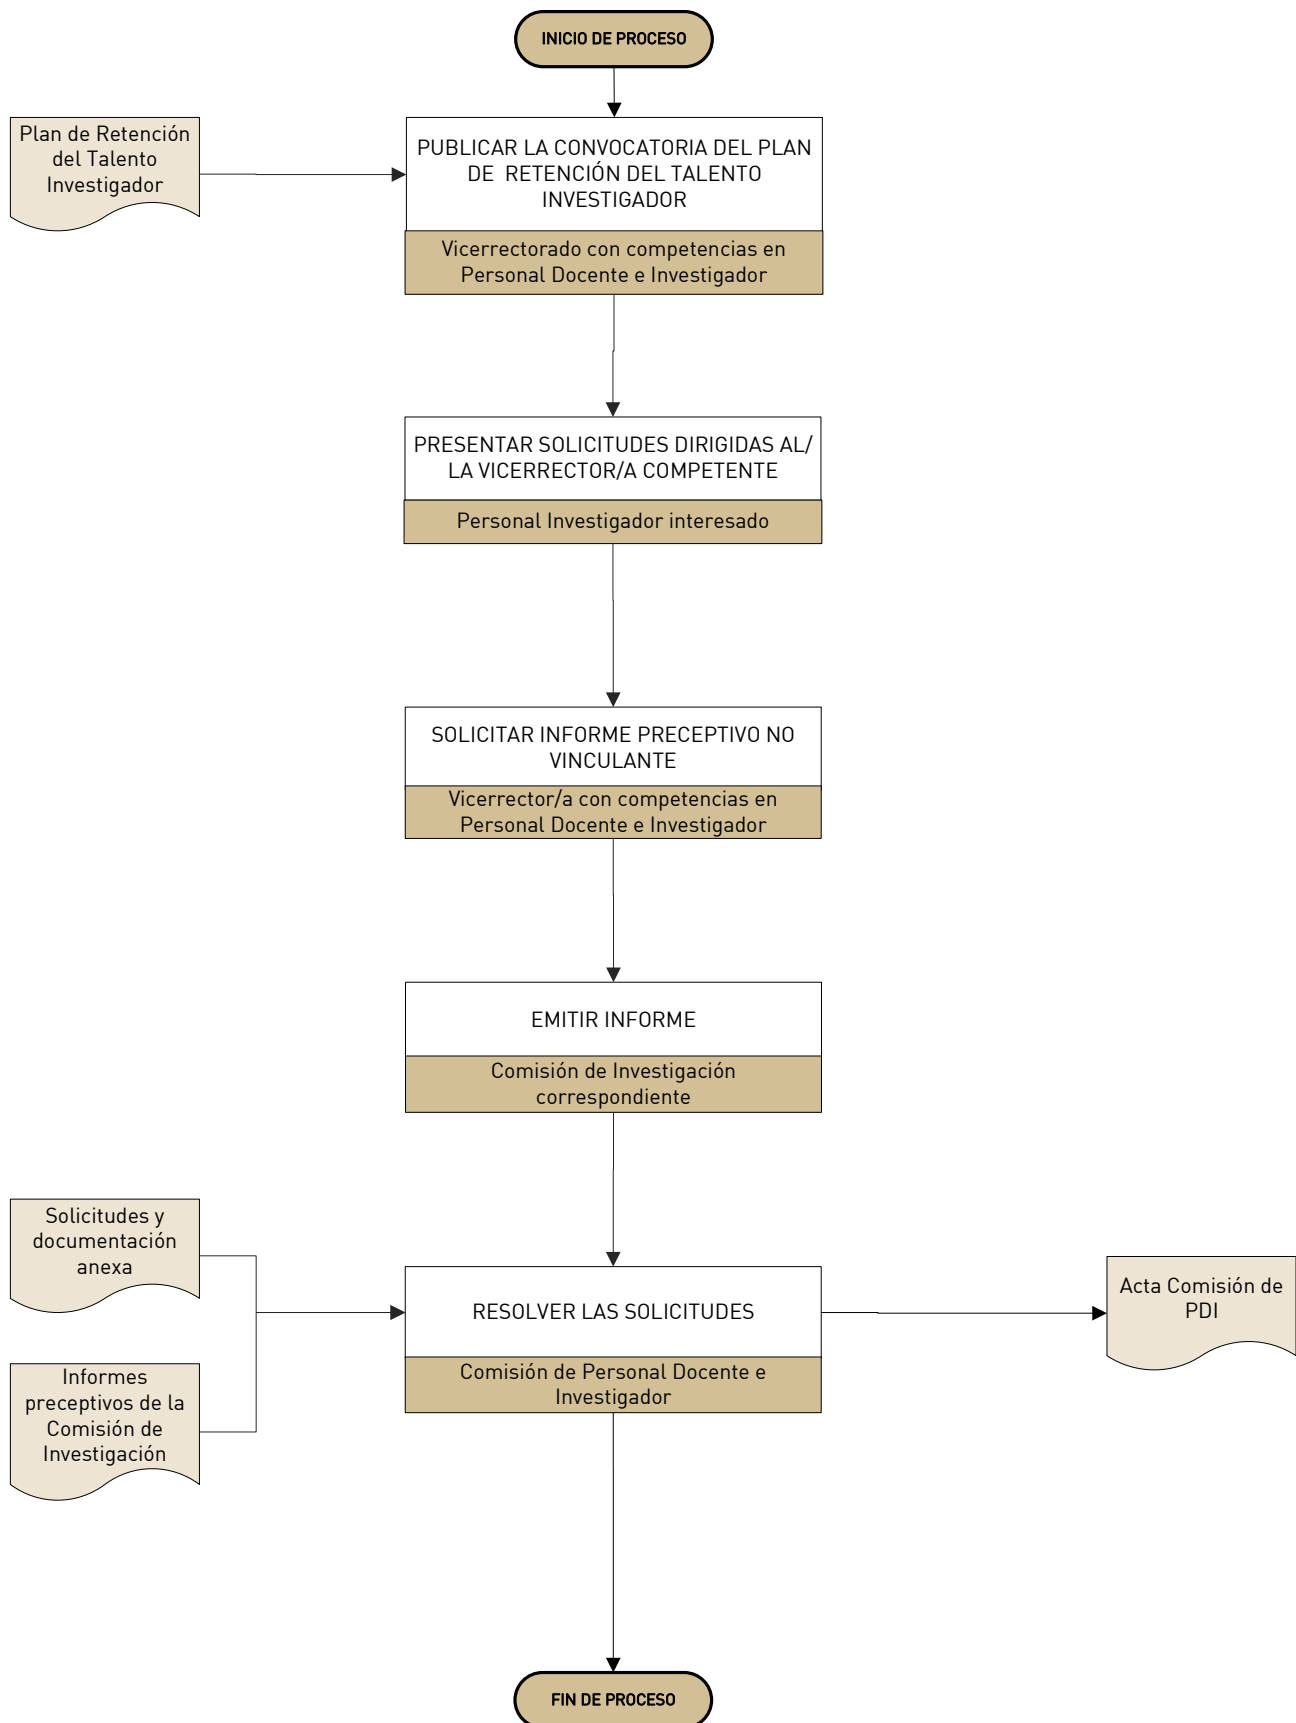 INICIO DE PROCESO
Plan de Retención
del Talento
Investigador
PUBLICAR LA CONVOCATORIA DEL PLAN
DE RETENCIÓN DEL TALENTO
INVESTIGADOR
Vicerrectorado con competencias en
Personal Docente e Investigador
PRESENTAR SOLICITUDES DIRIGIDAS AL/
LA VICERRECTOR/A COMPETENTE
Personal Investigador interesado
SOLICITAR INFORME PRECEPTIVO NO
VINCULANTE
Vicerrector/a con competencias en
Personal Docente e Investigador
EMITIR INFORME
Comisión de Investigación
correspondiente
Solicitudes y
documentación
anexa
Informes
preceptivos de la
Comisión de
Investigación
RESOLVER LAS SOLICITUDES
Comisión de Personal Docente e
Investigador
Acta Comisión de
PDI
FIN DE PROCESO